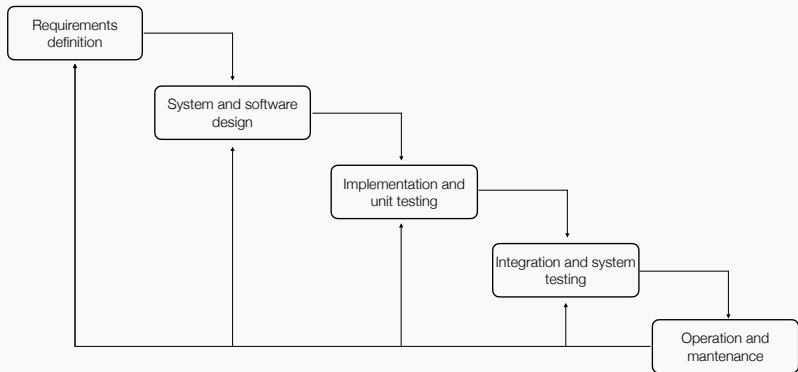 Requirements
definition
System and software
design
Implementation and
unit testing
Integration and system
testing
Operation and
mantenance